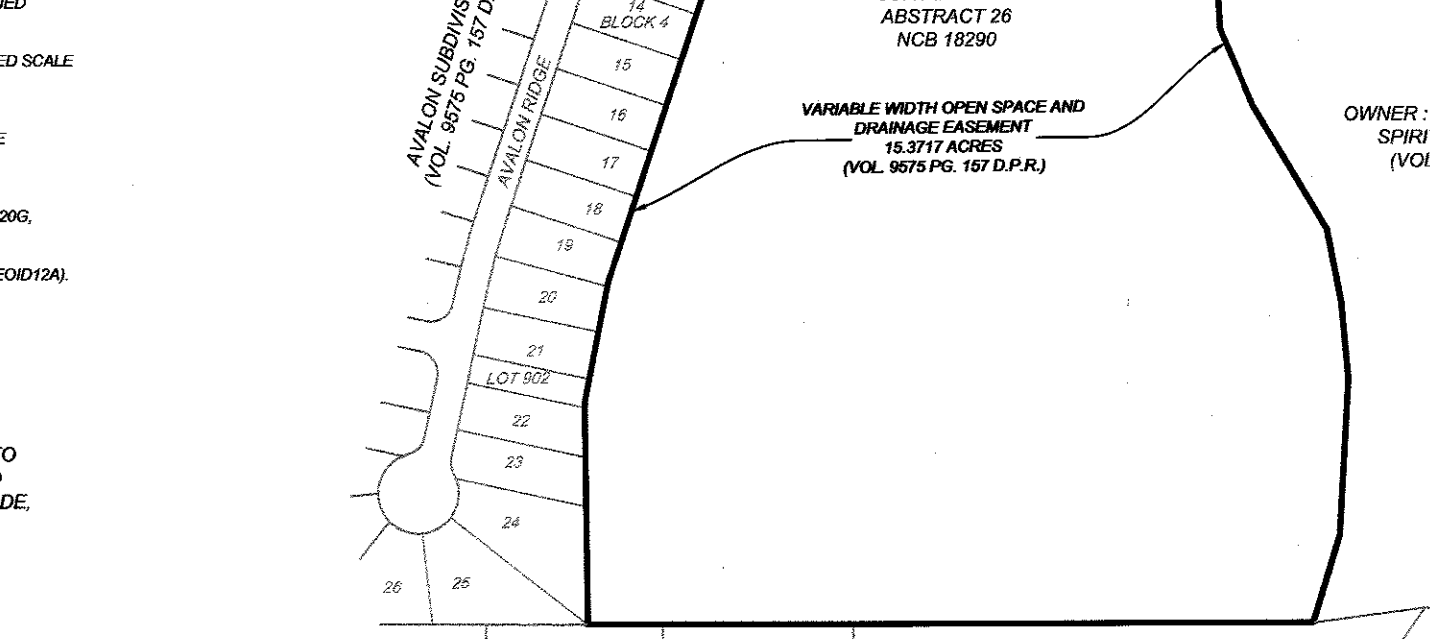 ED SCALE
20G,
EOID12A).
TO
DE,
AVALON SUBDIVIS
(VOL. 9575 PG. 157 D.
AVALON RIDGE
14
BLOCK 4
15
16
17
18
19
20
21
LOT 902
22
23
24
25
26
ABSTRACT 26
NCB 18290
VARIABLE WIDTH OPEN SPACE AND
DRAINAGE EASEMENT
15.3717 ACRES
(VOL. 9575 PG. 157 D.P.R.)
OWNER :
SPIRI
(VOL